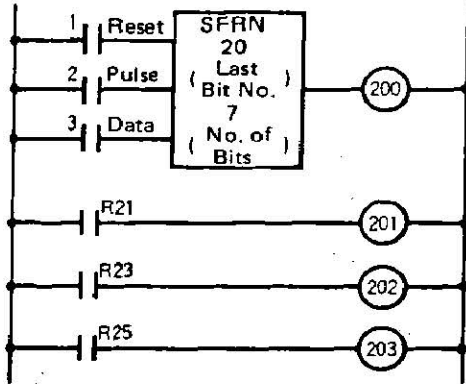 1 Reset
SFRN
20
2 Pulse
( Last )
Bit No.
200
3 Data
7
( No. of )
Bits
R21
201
R23
202
R25
203